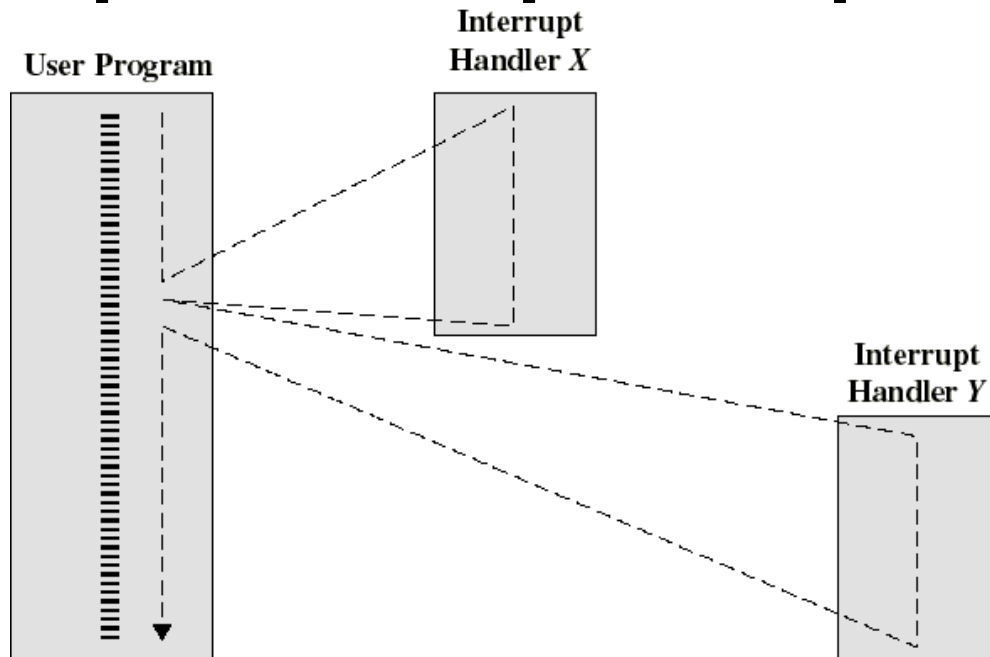 User Program
Interrupt
Handler X
Interrupt
Handler Y